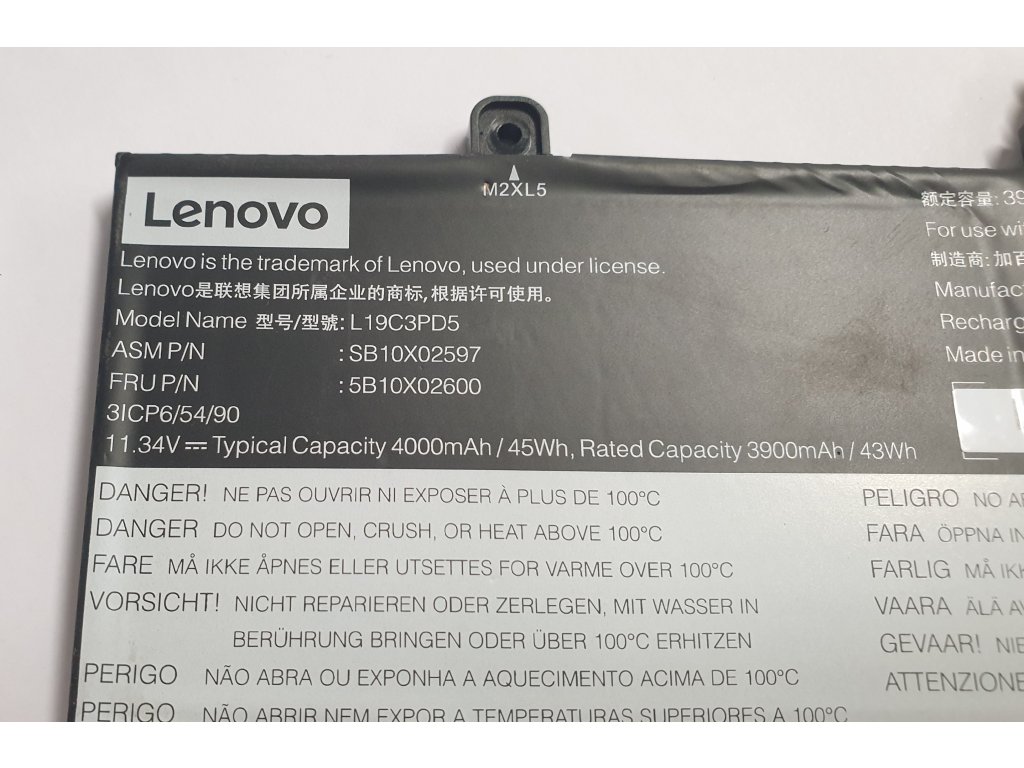 M2XL5
Lenovo
Lenovo is the trademark of Lenovo, used under license.
Lenovo是联想集团所属企业的商标,根据许可使用。
Model Name 型号/型號: L19C3PD5
ASM P/N : SB10X02597
FRU P/N : 5B10X02600
3ICP6/54/90
11.34V⎓ Typical Capacity 4000mAh / 45Wh, Rated Capacity 3900mAh / 43Wh
额定容量: 39
For use
制造商: 加百
Made in
DANGER! NE PAS OUVRIR NI EXPOSER À PLUS DE 100°C
DANGER DO NOT OPEN, CRUSH, OR HEAT ABOVE 100°C
FARE MÅ IKKE ÅPNES ELLER UTSETTES FOR VARME OVER 100°C
VORSICHT! NICHT REPARIEREN ODER ZERLEGEN, MIT WASSER IN
BERÜHRUNG BRINGEN ODER ÜBER 100°C ERHITZEN
PERIGO NÃO ABRA OU EXPONHA A AQUECIMENTO ACIMA DE 100°C
PERIGO NÃO ABRIR NEM EXPOR A TEMPERATURAS SUPERIORES A 100°C
PELIGRO NO
FARA ÖPPNA
FARLIG MÅ
VAARA ÄLÄ
GEVAAR!
ATTENZIONE